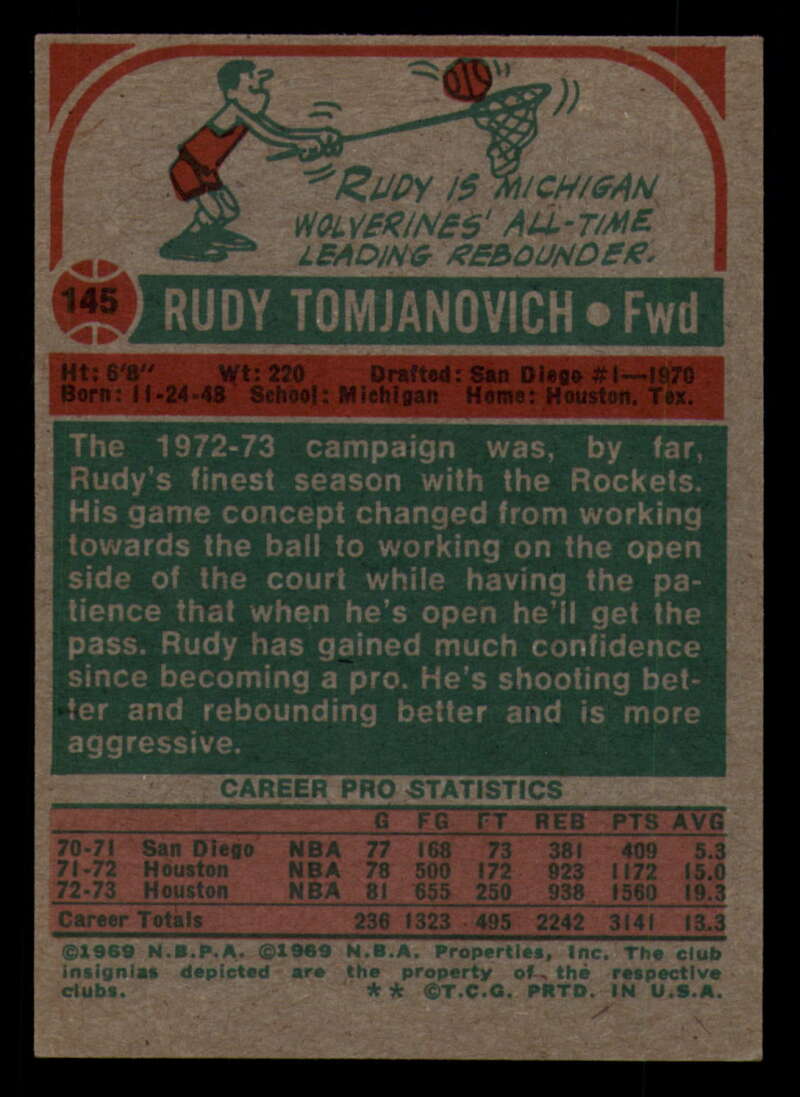 RUDY IS MICHIGAN
WOLVERINES' ALL-TIME
LEADING REBOUNDER.
145 RUDY TOMJANOVICH • Fwd
Ht: 6'8" Wt: 220 Drafted: San Diego #1—1970
Born: 11-24-48 School: Michigan Home: Houston, Tex.
The 1972-73 campaign was, by far,
Rudy's finest season with the Rockets.
His game concept changed from working
towards the ball to working on the open
side of the court while having the pa-
tience that when he's open he'll get the
pass. Rudy has gained much confidence
since becoming a pro. He's shooting bet-
ter and rebounding better and is more
aggressive.
CAREER PRO STATISTICS
G FG FT REB PTS AVG
70-71 San Diego NBA 77 168 73 381 409 5.3
71-72 Houston NBA 78 500 172 923 1172 15.0
72-73 Houston NBA 81 655 250 938 1560 19.3
Career Totals 236 1323 495 2242 3141 13.3
©1969 N.B.P.A. ©1969 N.B.A. Properties, Inc. The club
insignias depicted are the property of the respective
clubs. ** ©T.C.G. PRTD. IN U.S.A.